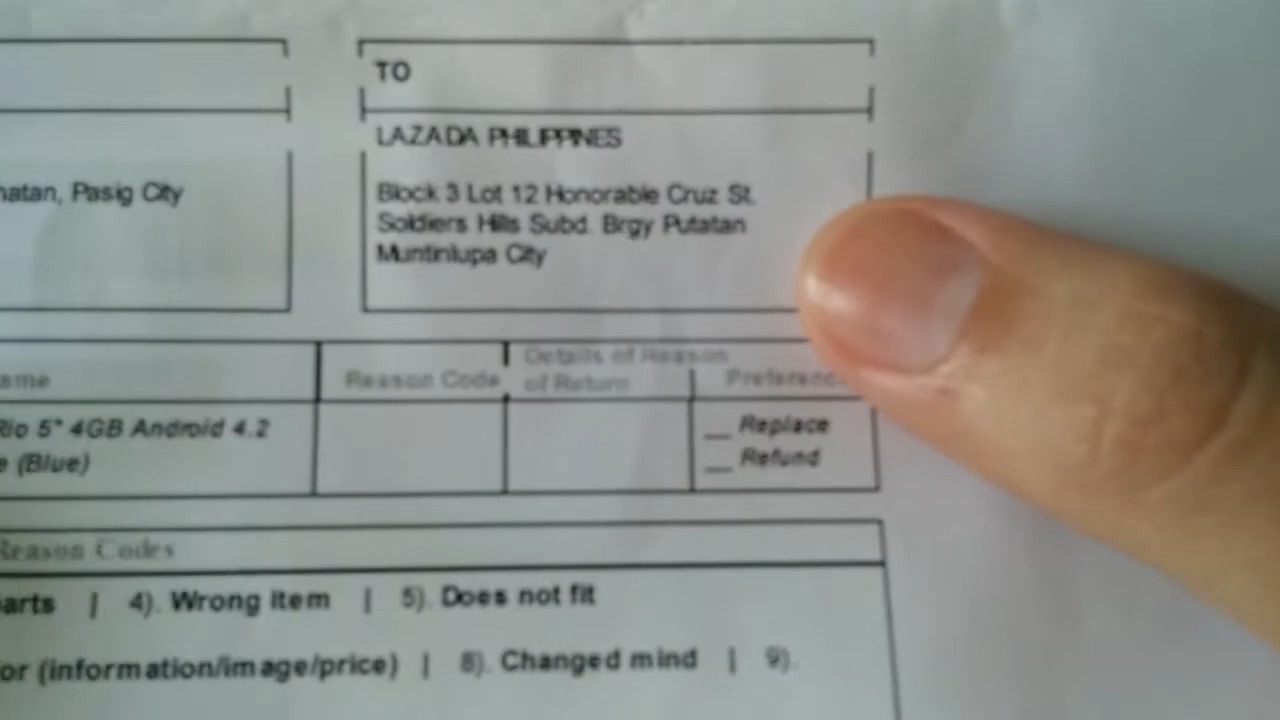 TO
LAZADA PHILIPPINES
Pasig City
Block 3 Lot 12 Honorable Cruz St.
Soldiers Hills Subd. Brgy Putatan
Muntinlupa City
Reason Code
Details of Reason
of Return
Rio 5" 4GB Android 4.2
(Blue)
__ Replace
__ Refund
Reason Codes
| 4). Wrong item | 5). Does not fit
or (information/image/price) | 8). Changed mind | 9).